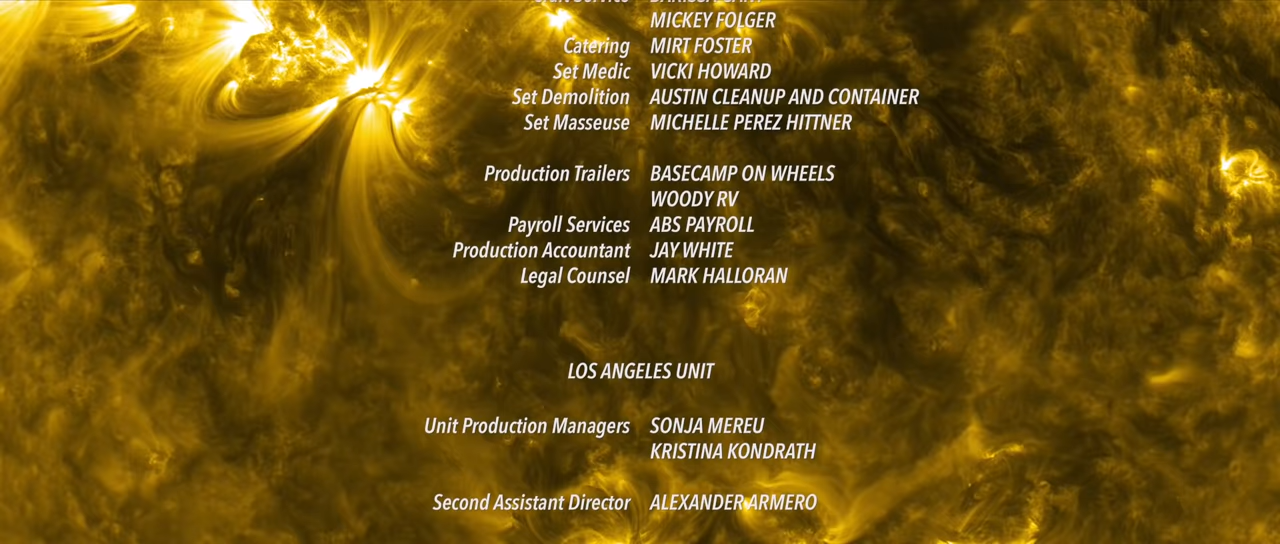 MICKEY FOLGER
Catering MIRT FOSTER
Set Medic VICKI HOWARD
Set Demolition AUSTIN CLEANUP AND CONTAINER
Set Masseuse MICHELLE PEREZ HITTNER
Production Trailers BASECAMP ON WHEELS
WOODY RV
Payroll Services ABS PAYROLL
Production Accountant JAY WHITE
Legal Counsel MARK HALLORAN
LOS ANGELES UNIT
Unit Production Managers SONJA MEREU
KRISTINA KONDRATH
Second Assistant Director ALEXANDER ARMERO